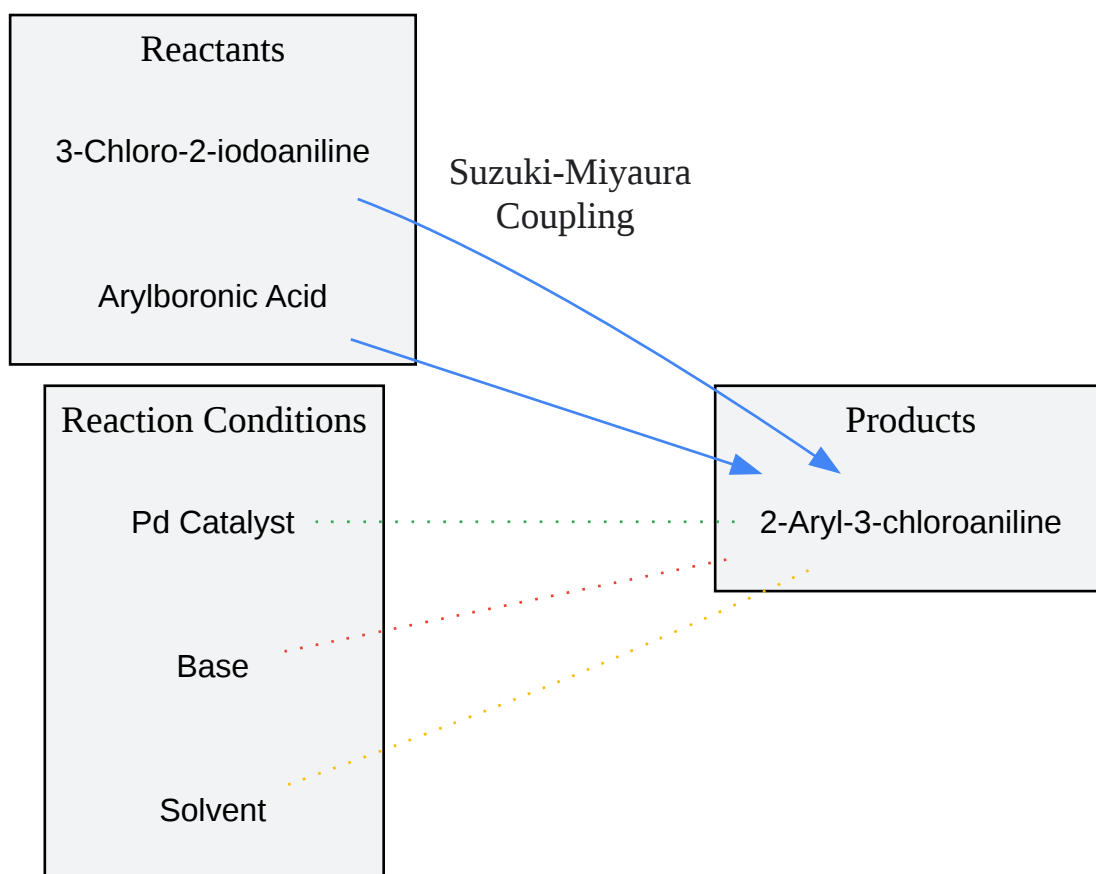 Reactants
3-Chloro-2-iodoaniline
Arylboronic Acid
Suzuki-Miyaura
Coupling
Reaction Conditions
Pd Catalyst
Base
Solvent
Products
2-Aryl-3-chloroaniline